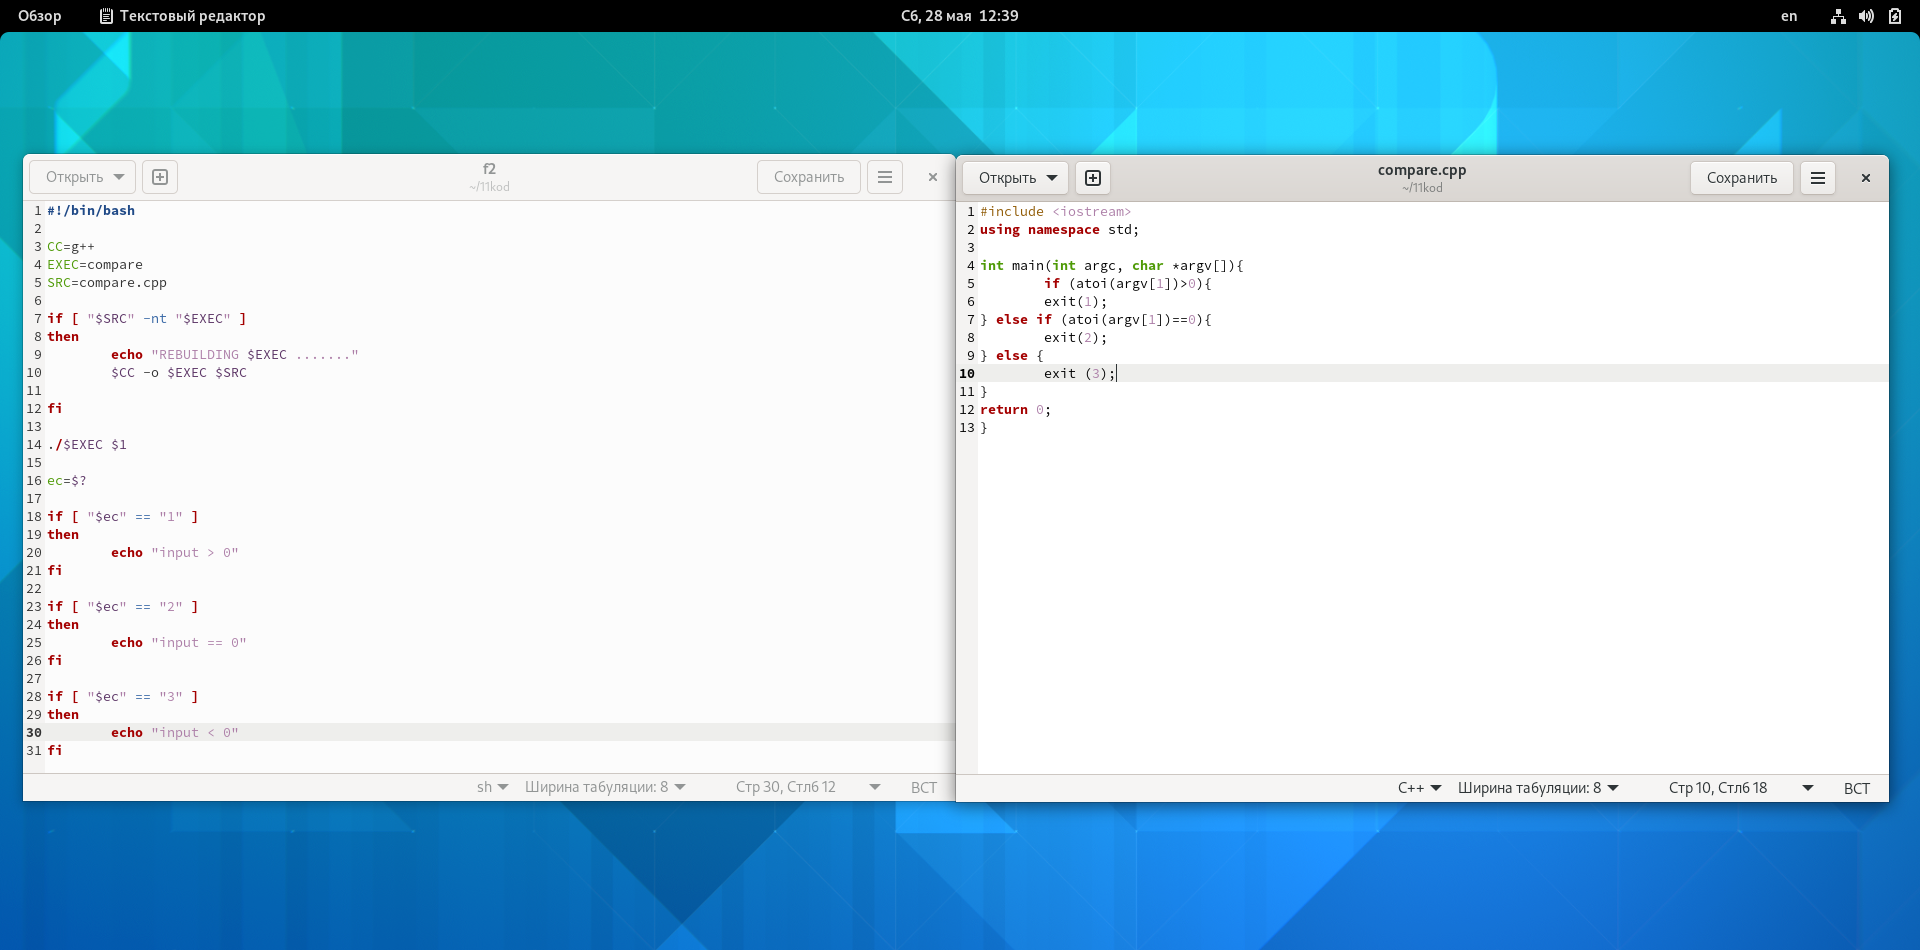 Обзор Текстовый редактор Сб, 28 мая 12:39 en
Открыть f2 Сохранить
~/11kod
1 #!/bin/bash
2
3 CC=g++
4 EXEC=compare
5 SRC=compare.cpp
6
7 if [ "$SRC" -nt "$EXEC" ]
8 then
9 echo "REBUILDING $EXEC ......."
10 $CC -o $EXEC $SRC
11
12 fi
13
14 ./$EXEC $1
15
16 ec=$?
17
18 if [ "$ec" == "1" ]
19 then
20 echo "input > 0"
21 fi
22
23 if [ "$ec" == "2" ]
24 then
25 echo "input == 0"
26 fi
27
28 if [ "$ec" == "3" ]
29 then
30 echo "input < 0"
31 fi
sh Ширина табуляции: 8 Стр 30, Стлб 12 ВСТ
Открыть compare.cpp Сохранить
~/11kod
1 #include <iostream>
2 using namespace std;
3
4 int main(int argc, char *argv[]){
5 if (atoi(argv[1])>0){
6 exit(1);
7 } else if (atoi(argv[1])==0){
8 exit(2);
9 } else {
10 exit (3);
11 }
12 return 0;
13 }
C++ Ширина табуляции: 8 Стр 10, Стлб 18 ВСТ